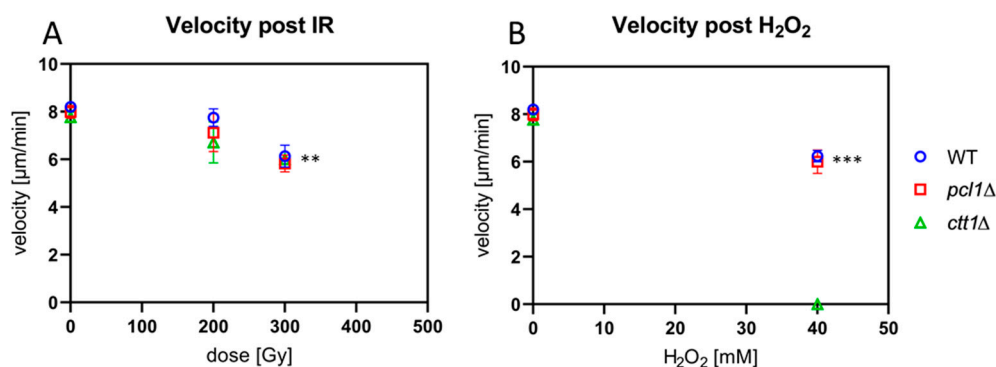 A
Velocity post IR
velocity [µm/min]
10
8
6
4
2
0
**
0 100 200 300 400 500
dose [Gy]
B
Velocity post H₂O₂
velocity [µm/min]
10
8
6
4
2
0
***
0 10 20 30 40 50
H₂O₂ [mM]
WT
pcl1Δ
ctt1Δ